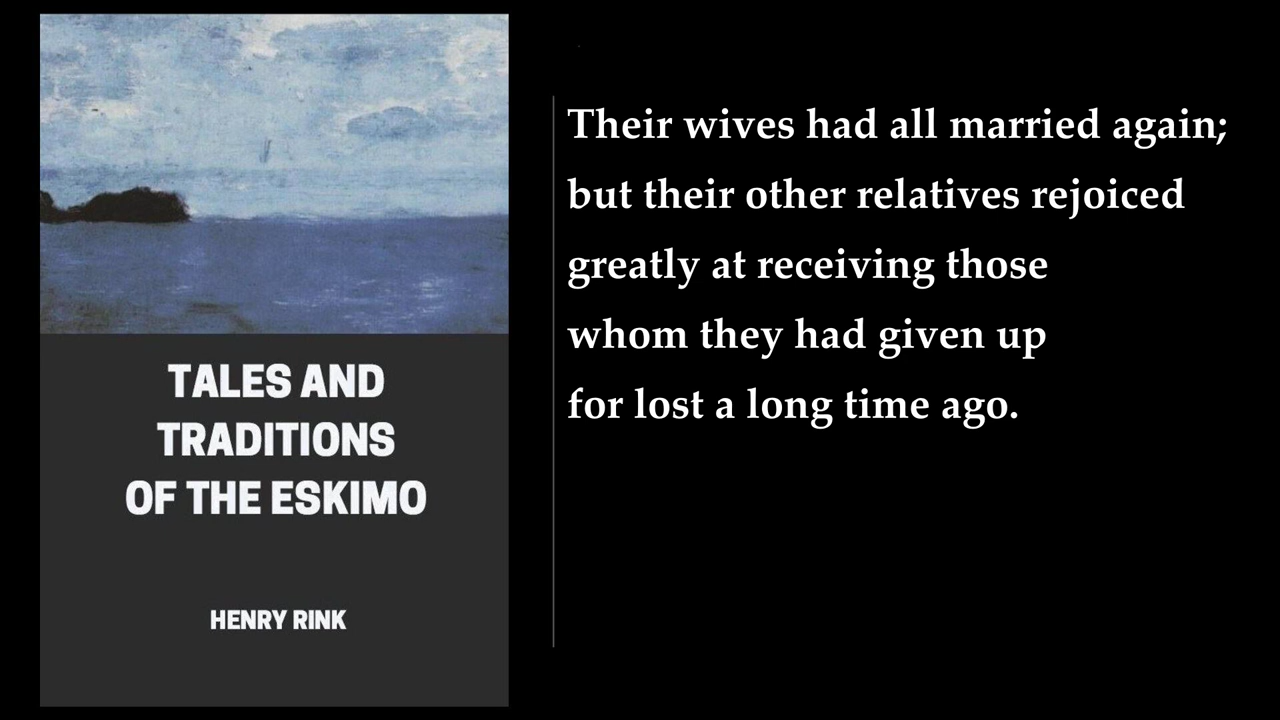 TALES AND
TRADITIONS
OF THE ESKIMO
HENRY RINK
Their wives had all married again;
but their other relatives rejoiced
greatly at receiving those
whom they had given up
for lost a long time ago.